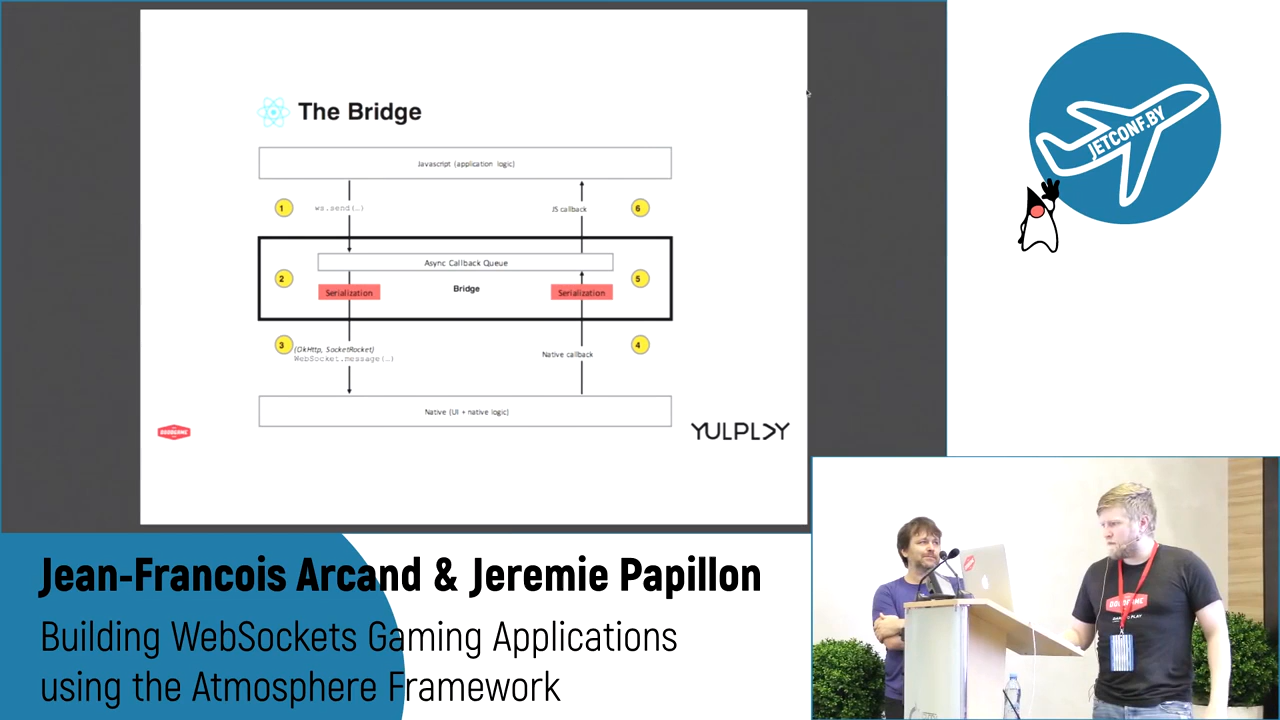 The Bridge
Javascript (application logic)
1
ws.send(…)
JS callback
6
Async Callback Queue
2
5
Serialization
Bridge
Serialization
3
(OkHttp, SocketRocket)
WebSocket.message(…)
Native callback
4
Native (UI + native logic)
YULPLAY
JETCONF.BY
Jean-Francois Arcand & Jeremie Papillon
Building WebSockets Gaming Applications
using the Atmosphere Framework